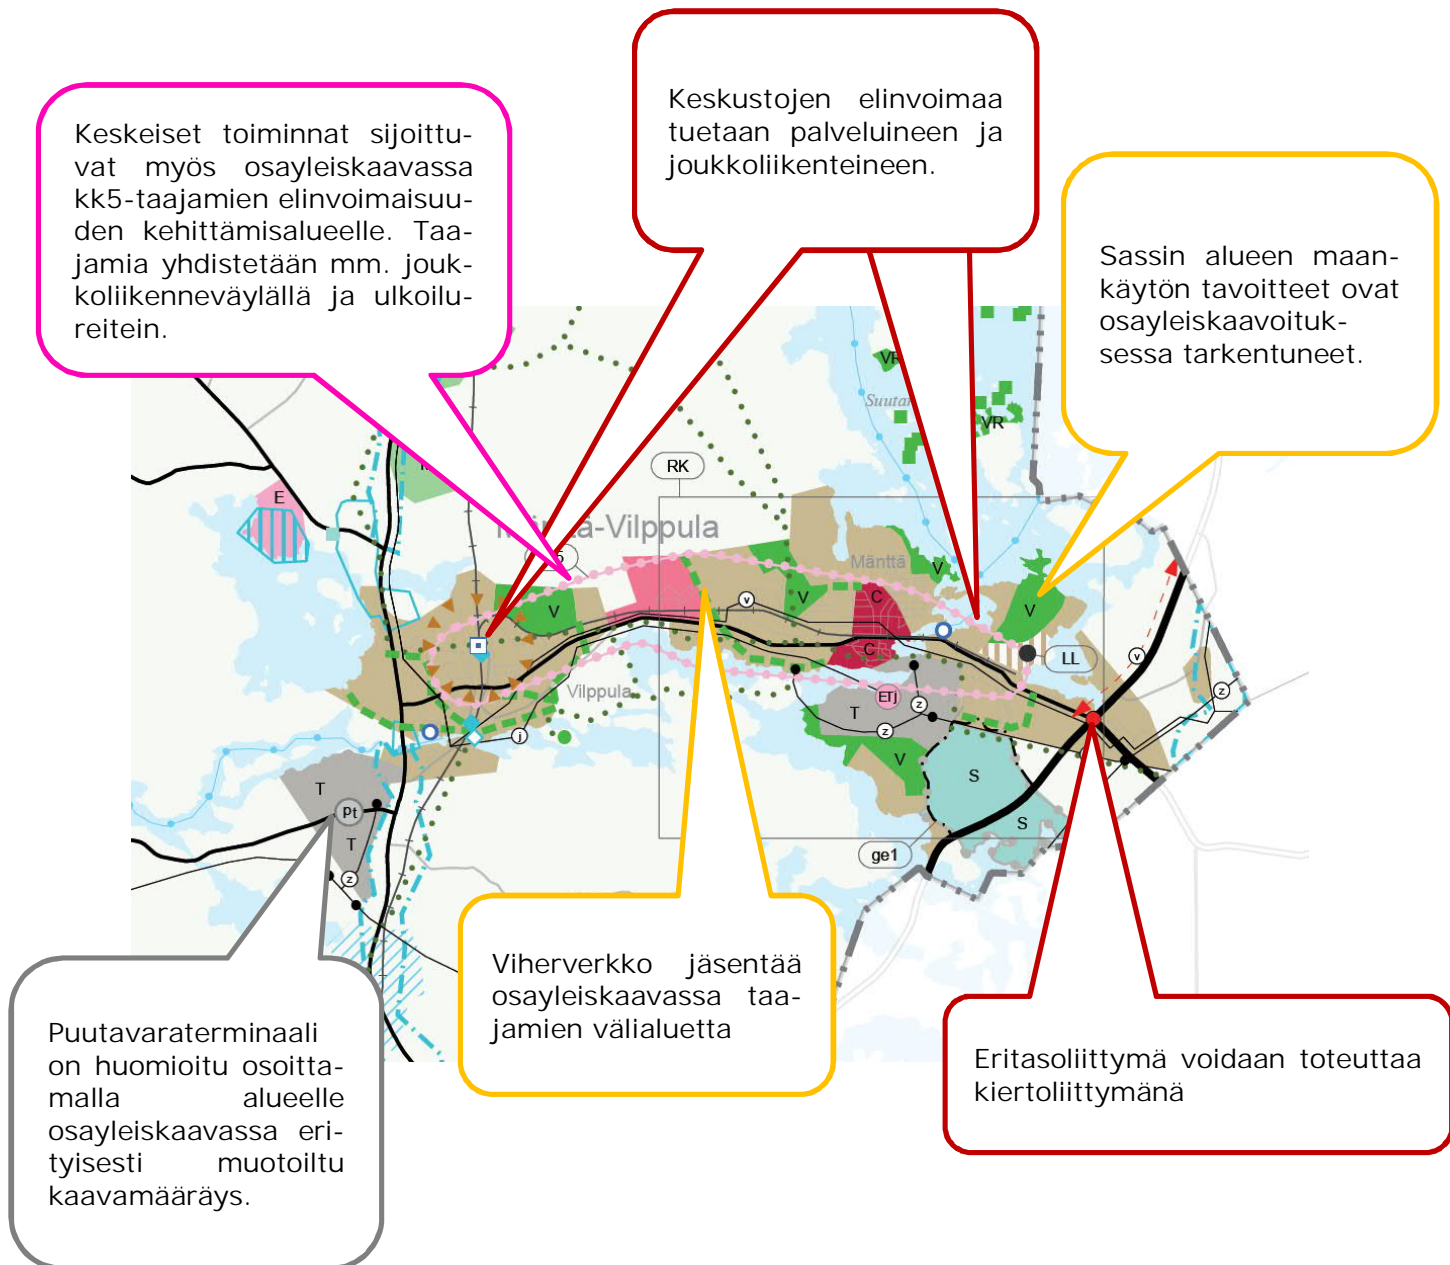 Keskustojen elinvoimaa
tuetaan palveluineen ja
joukkoliikenteineen.
Keskeiset toiminnat sijoittu-
vat myös osayleiskaavassa
kk5-taajamien elinvoimaisuu-
den kehittämisalueelle. Taa-
jamia yhdistetään mm. jouk-
koliikenneväylällä ja ulkoilu-
reitein.
Sassin alueen maan-
käytön tavoitteet ovat
osayleiskaavoituk-
sessa tarkentuneet.
VR
Suutar
VR
RK
E
Mänttä-Vilppula
5
Mänttä
V
V
V
V
v
C
C
LL
v
Vilppula
ETj
T
z
z
z
j
V
S
S
T
pt
T
z
ge1
Viherverkko jäsentää
osayleiskaavassa taa-
jamien välialuetta
Puutavaraterminaali
on huomioitu osoitta-
malla alueelle
osayleiskaavassa eri-
tyisesti muotoiltu
kaavamääräys.
Eritasoliittymä voidaan toteuttaa
kiertoliittymänä